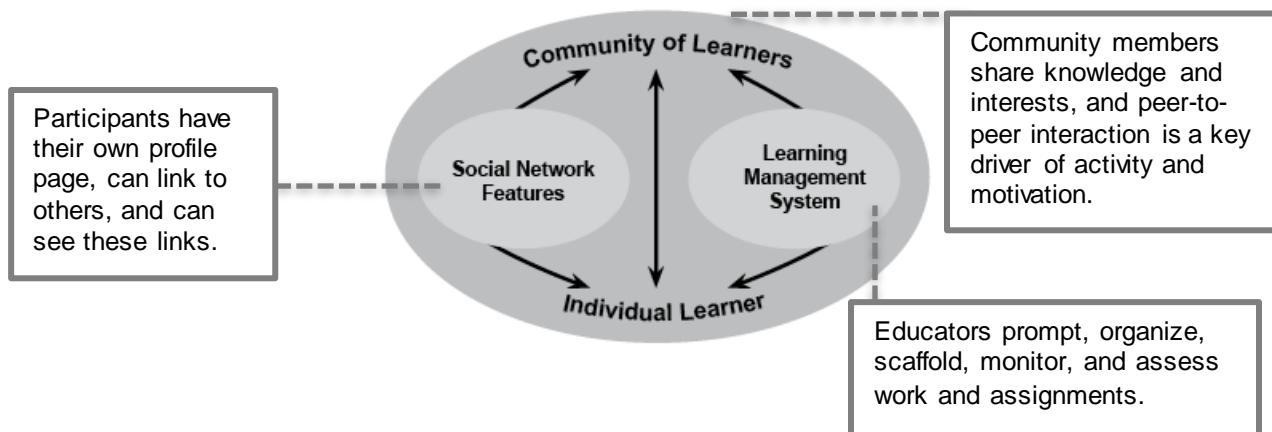 Community of Learners
Community members
share knowledge and
interests, and peer-to-
peer interaction is a key
driver of activity and
motivation.
Participants have
their own profile
page, can link to
others, and can
see these links.
Social Network
Features
Learning
Management
System
Individual Learner
Educators prompt, organize,
scaffold, monitor, and assess
work and assignments.